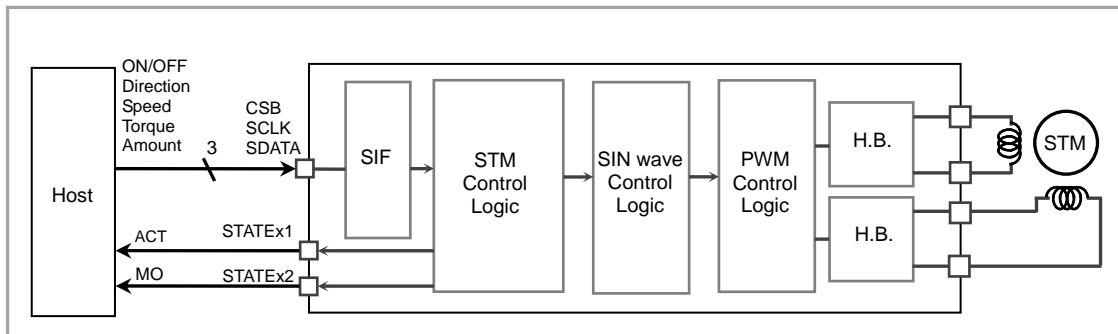 ON/OFF
Direction
Speed
Torque
Amount
3
CSB
SCLK
SDATA
Host
SIF
STM
Control
Logic
SIN wave
Control
Logic
PWM
Control
Logic
H.B.
H.B.
STM
ACT
STATEx1
MO
STATEx2